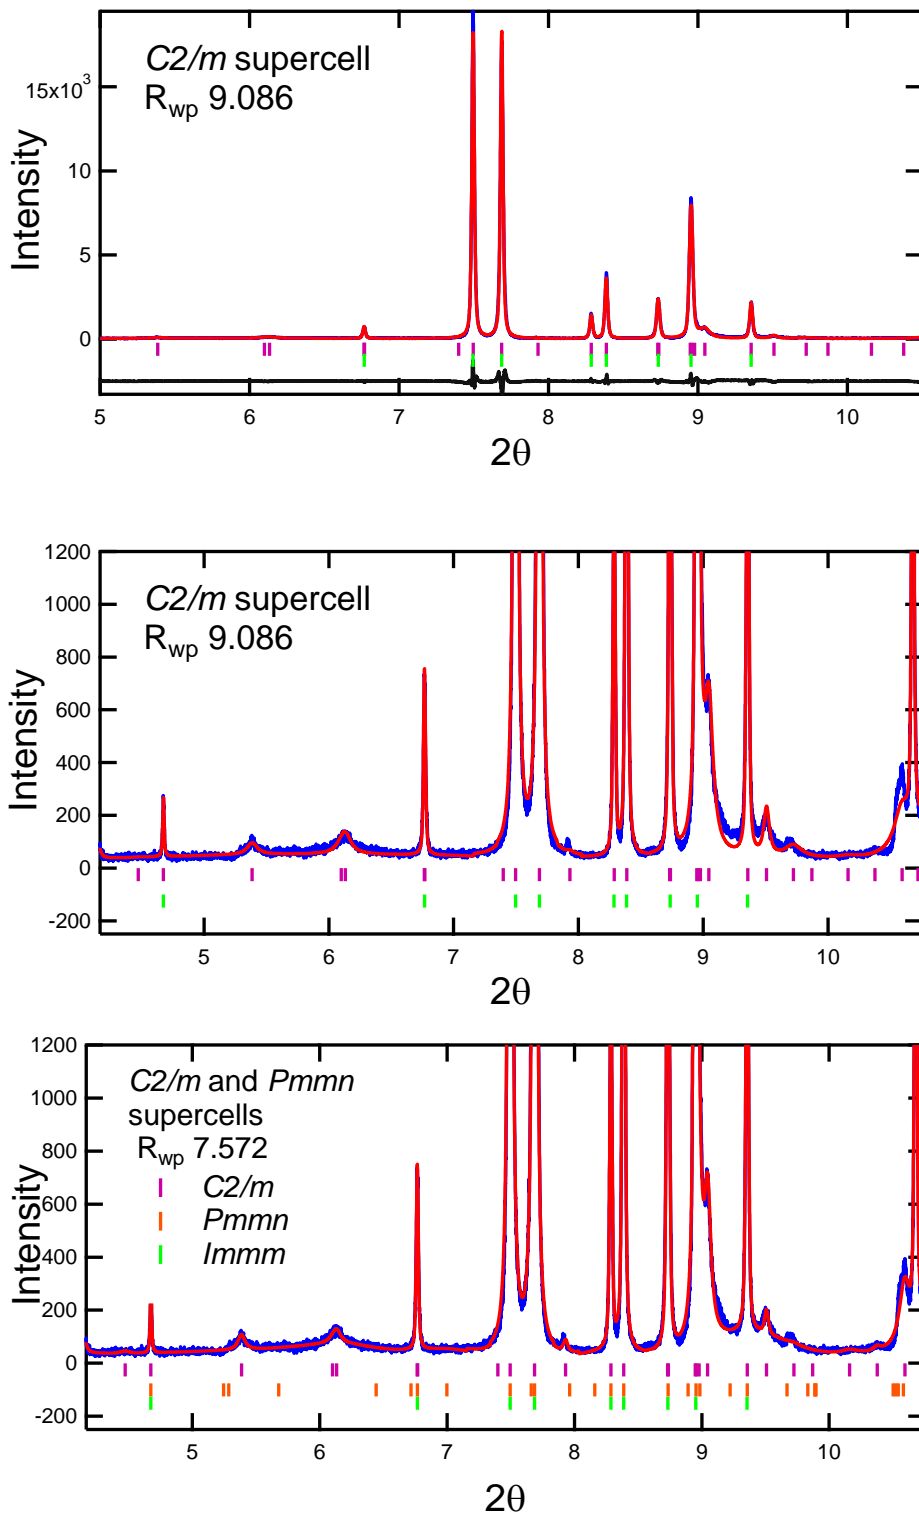 C2/m supercell
Rwp 9.086
15x10³
10
5
0
Intensity
5 6 7 8 9 10
2θ
C2/m supercell
Rwp 9.086
1200
1000
800
600
400
200
0
-200
Intensity
5 6 7 8 9 10
2θ
C2/m and Pmmn
supercells
Rwp 7.572
C2/m
Pmmn
Immm
1200
1000
800
600
400
200
0
-200
Intensity
5 6 7 8 9 10
2θ